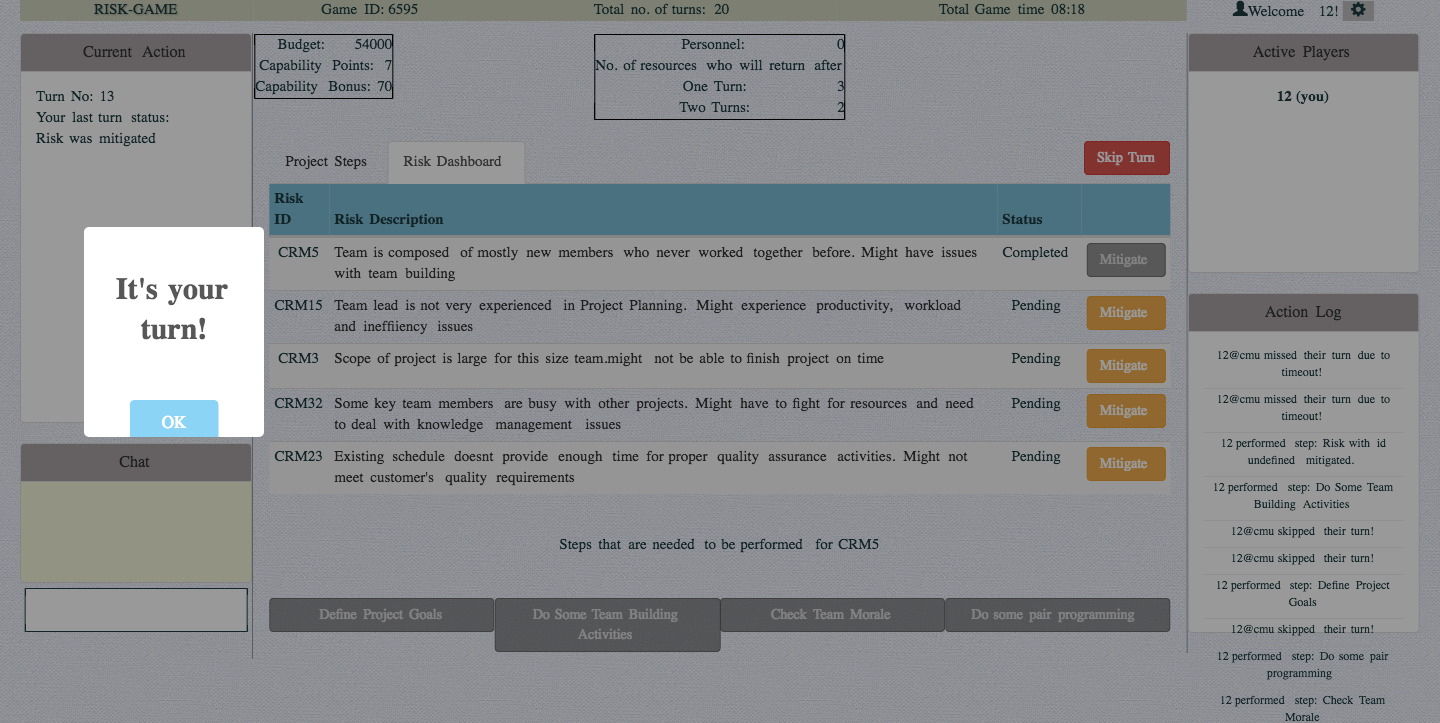 RISK-GAME
Game ID: 6595
Total no. of turns: 20
Total Game time 08:18
Welcome 12!
Current Action
Turn No: 13
Your last turn status:
Risk was mitigated
Budget: 54000
Capability Points: 7
Capability Bonus: 70
Personnel: 0
No. of resources who will return after
One Turn: 3
Two Turns: 2
Active Players
12 (you)
Project Steps
Risk Dashboard
Skip Turn
Risk
ID
Risk Description
Status
CRM5
Team is composed of mostly new members who never worked together before. Might have issues
with team building
Completed
Mitigate
CRM15
Team lead is not very experienced in Project Planning. Might experience productivity, workload
and ineffiiency issues
Pending
Mitigate
CRM3
Scope of project is large for this size team.might not be able to finish project on time
Pending
Mitigate
CRM32
Some key team members are busy with other projects. Might have to fight for resources and need
to deal with knowledge management issues
Pending
Mitigate
CRM23
Existing schedule doesnt provide enough time for proper quality assurance activities. Might not
meet customer's quality requirements
Pending
Mitigate
It's your
turn!
OK
Chat
Steps that are needed to be performed for CRM5
Define Project Goals
Do Some Team Building
Activities
Check Team Morale
Do some pair programming
Action Log
12@cmu missed their turn due to
timeout!
12@cmu missed their turn due to
timeout!
12 performed step: Risk with id
undefined mitigated.
12 performed step: Do Some Team
Building Activities
12@cmu skipped their turn!
12@cmu skipped their turn!
12 performed step: Define Project
Goals
12@cmu skipped their turn!
12 performed step: Do some pair
programming
12 performed step: Check Team
Morale